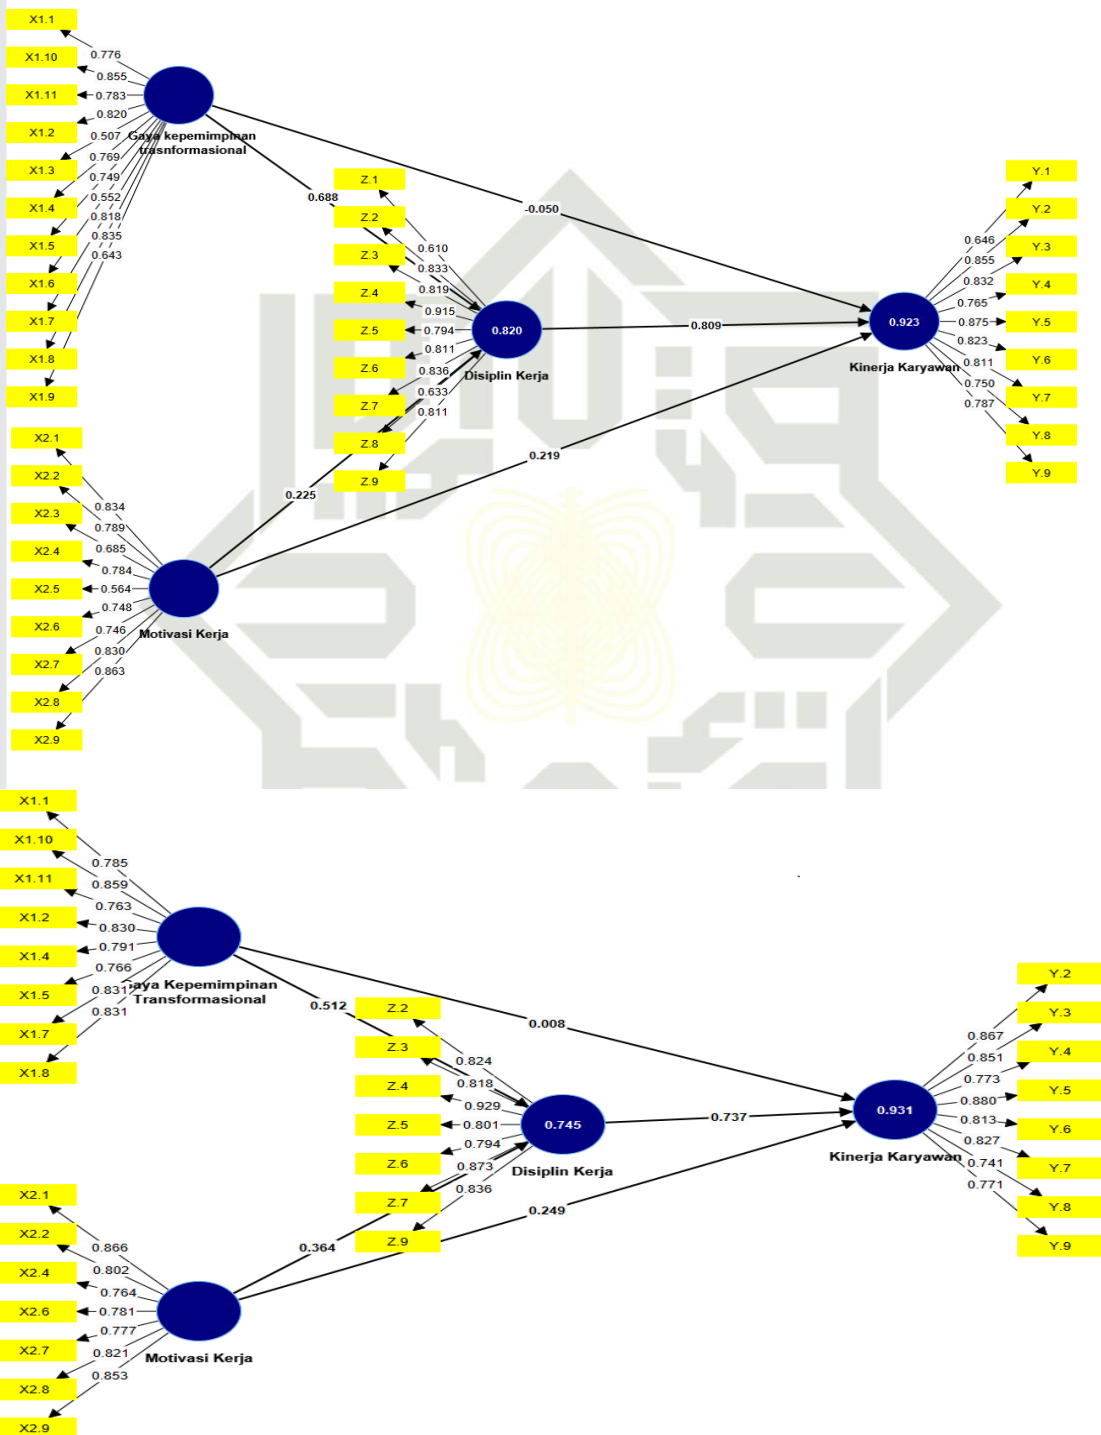 X1.1
X1.10
X1.11
X1.2
X1.3
X1.4
X1.5
X1.6
X1.7
X1.8
X1.9
0.776
0.855
0.783
0.820
0.507
0.769
0.749
0.552
0.818
0.835
0.643
Gaya kepemimpinan
trasnformasional
0.688
-0.050
Z.1
Z.2
Z.3
Z.4
Z.5
Z.6
Z.7
Z.8
Z.9
0.610
0.833
0.819
0.915
0.794
0.811
0.836
0.633
0.811
0.820
Disiplin Kerja
0.809
0.923
Kinerja Karyawan
0.646
0.855
0.832
0.765
0.875
0.823
0.811
0.750
0.787
Y.1
Y.2
Y.3
Y.4
Y.5
Y.6
Y.7
Y.8
Y.9
0.219
0.225
X2.1
X2.2
X2.3
X2.4
X2.5
X2.6
X2.7
X2.8
X2.9
0.834
0.789
0.685
0.784
0.564
0.748
0.746
0.830
0.863
Motivasi Kerja
X1.1
X1.10
X1.11
X1.2
X1.4
X1.5
X1.7
X1.8
0.785
0.859
0.763
0.830
0.791
0.766
0.831
0.831
aya Kepemimpinan
Transformasional
0.512
0.008
Z.2
Z.3
Z.4
Z.5
Z.6
Z.7
Z.9
0.824
0.818
0.929
0.801
0.794
0.873
0.836
0.745
Disiplin Kerja
0.737
0.931
Kinerja Karyawan
0.867
0.851
0.773
0.880
0.813
0.827
0.741
0.771
Y.2
Y.3
Y.4
Y.5
Y.6
Y.7
Y.8
Y.9
0.249
0.364
X2.1
X2.2
X2.4
X2.6
X2.7
X2.8
X2.9
0.866
0.802
0.764
0.781
0.777
0.821
0.853
Motivasi Kerja